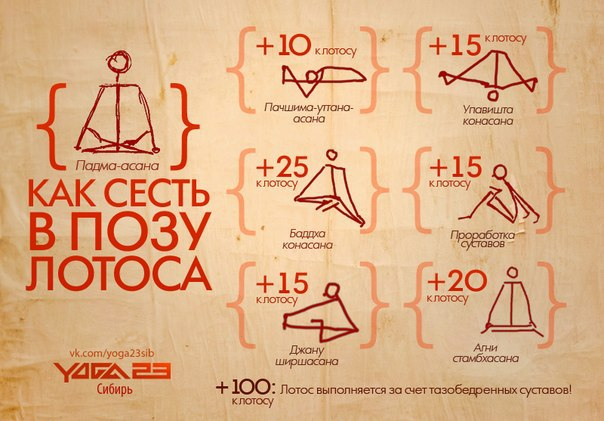 Падма-асана
КАК СЕСТЬ
В ПОЗУ
ЛОТОСА
vk.com/yoga23sib
YOGA 23
Сибирь
+10 к лотосу
Пачшима-уттана-
асана
+15 к лотосу
Упавишта
конасана
+25
к лотосу
Баддха
конасана
+15
к лотосу
Проработка
суставов
+15
к лотосу
Джану
ширшасана
+20
к лотосу
Агни
стамбхасана
+100: Лотос выполняется за счет тазобедренных суставов!
к лотосу